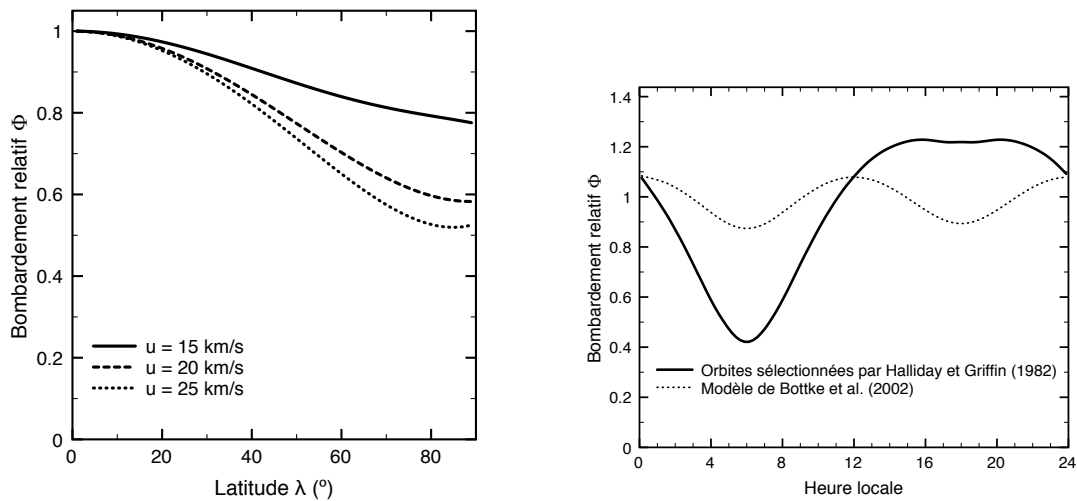 Bombardement relatif Φ
1
0.8
0.6
0.4
0.2
0
0 20 40 60 80
Latitude λ (º)
u = 15 km/s
u = 20 km/s
u = 25 km/s
Bombardement relatif Φ
1.4
1.2
1
0.8
0.6
0.4
0.2
0
0 4 8 12 16 20 24
Heure locale
Orbites sélectionnées par Halliday et Griffin (1982)
Modèle de Bottke et al. (2002)